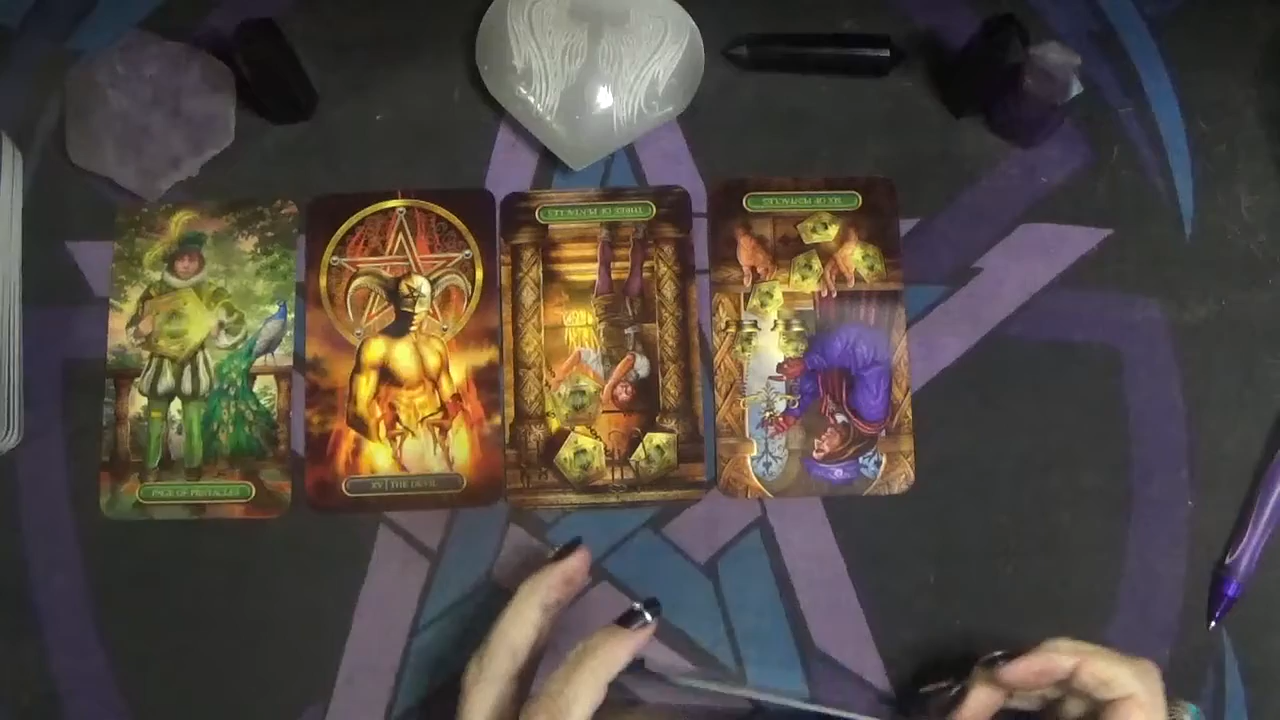 PAGE OF PENTACLES
XV | THE DEVIL
THREE OF PENTACLES
SIX OF PENTACLES